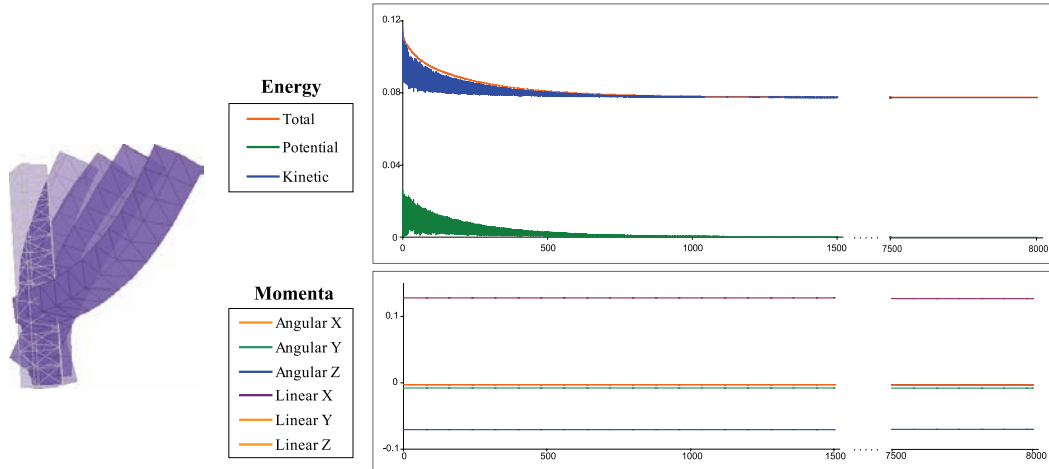 Energy
Total
Potential
Kinetic
0.12
0.08
0.04
0
0 500 1000 1500 7500 8000
Momenta
Angular X
Angular Y
Angular Z
Linear X
Linear Y
Linear Z
0.1
0
-0.1
0 500 1000 1500 7500 8000